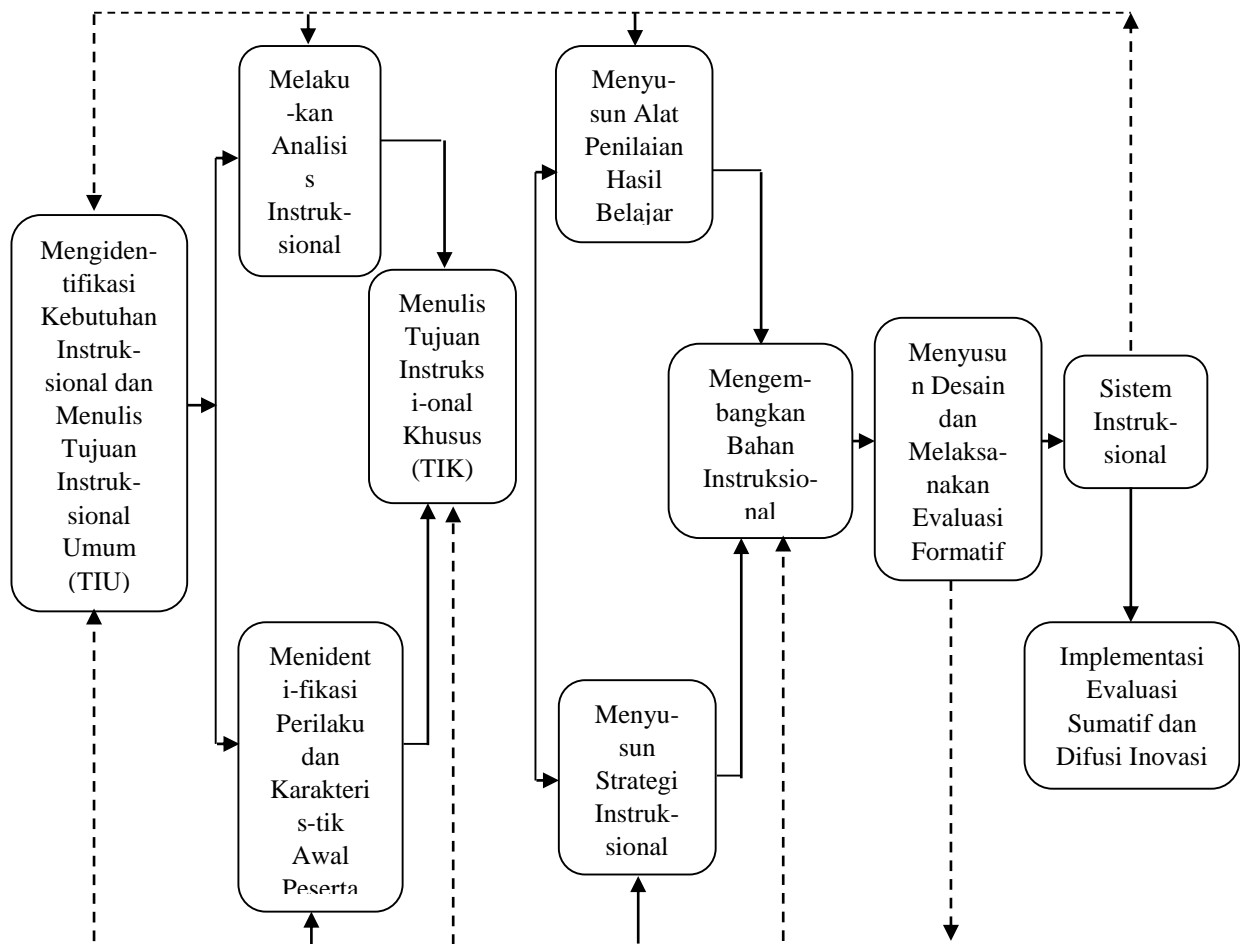 Mengiden-
tifikasi
Kebutuhan
Instruk-
sional dan
Menulis
Tujuan
Instruk-
sional
Umum
(TIU)
Melaku
-kan
Analisi
s
Instruk-
sional
Menidenti
i-fikasi
Perilaku
dan
Karakteri
s-tik
Awal
Peserta
Menulis
Tujuan
Instruks
i-onal
Khusus
(TIK)
Menyu-
sun Alat
Penilaian
Hasil
Belajar
Menyu-
sun
Strategi
Instruk-
sional
Mengem-
bangkan
Bahan
Instruksio-
nal
Menyusu
n Desain
dan
Melaksa-
nakan
Evaluasi
Formatif
Sistem
Instruk-
sional
Implementasi
Evaluasi
Sumatif dan
Difusi Inovasi